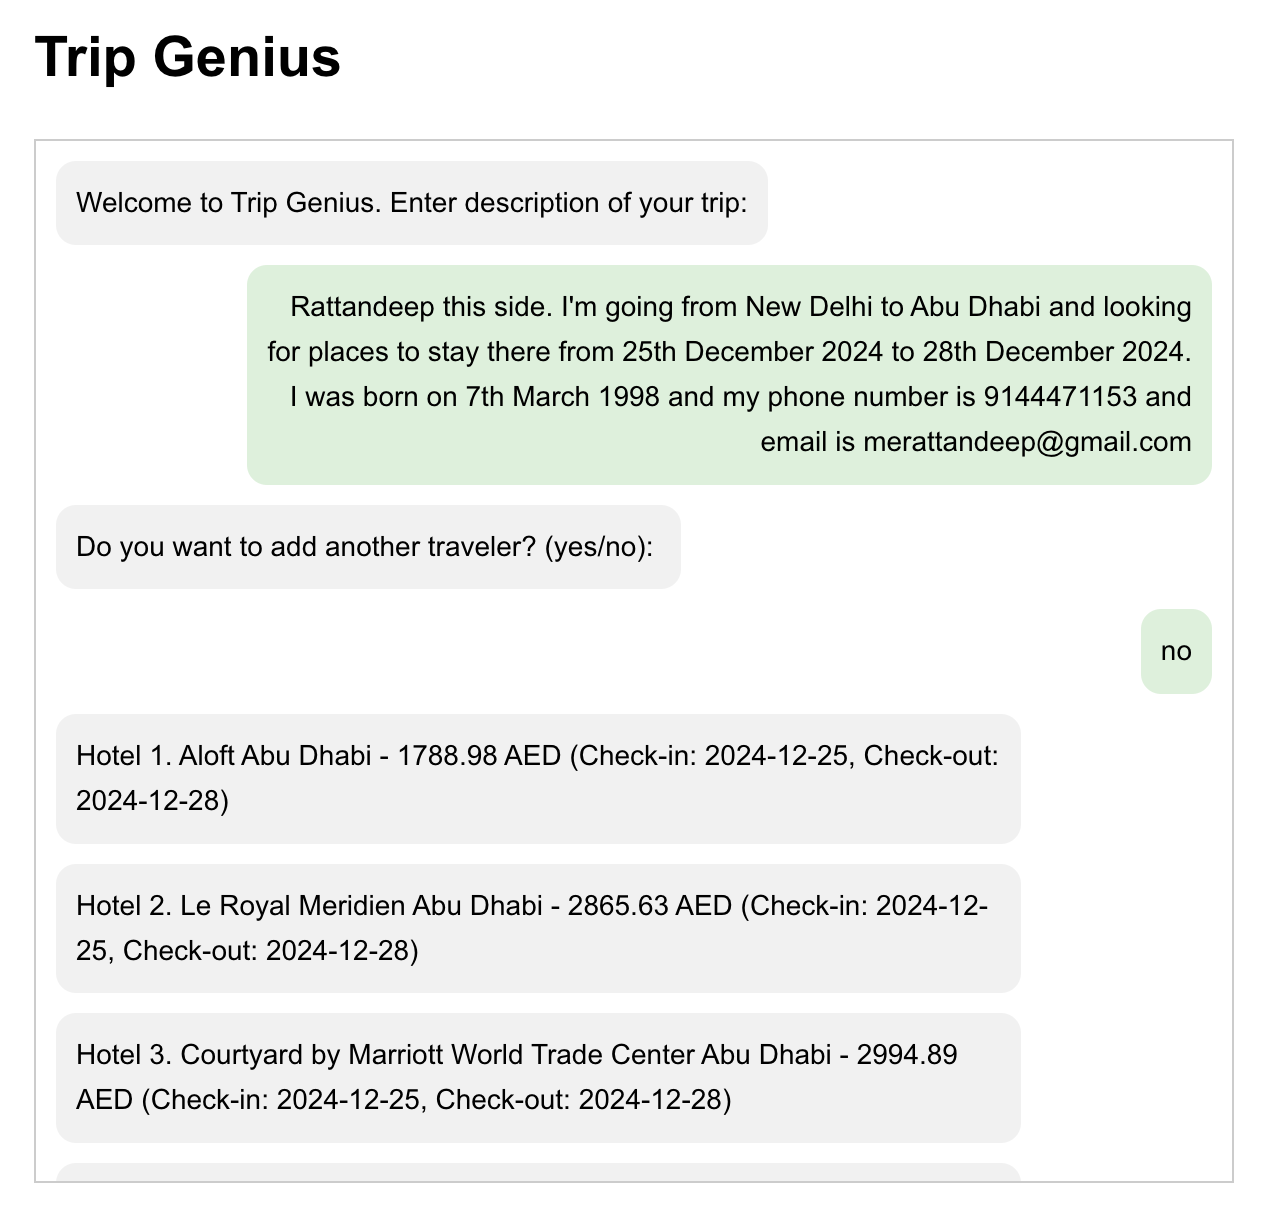 Trip Genius
Welcome to Trip Genius. Enter description of your trip:
Rattandeep this side. I'm going from New Delhi to Abu Dhabi and looking
for places to stay there from 25th December 2024 to 28th December 2024.
I was born on 7th March 1998 and my phone number is 9144471153 and
email is merattandeep@gmail.com
Do you want to add another traveler? (yes/no):
no
Hotel 1. Aloft Abu Dhabi - 1788.98 AED (Check-in: 2024-12-25, Check-out:
2024-12-28)
Hotel 2. Le Royal Meridien Abu Dhabi - 2865.63 AED (Check-in: 2024-12-
25, Check-out: 2024-12-28)
Hotel 3. Courtyard by Marriott World Trade Center Abu Dhabi - 2994.89
AED (Check-in: 2024-12-25, Check-out: 2024-12-28)